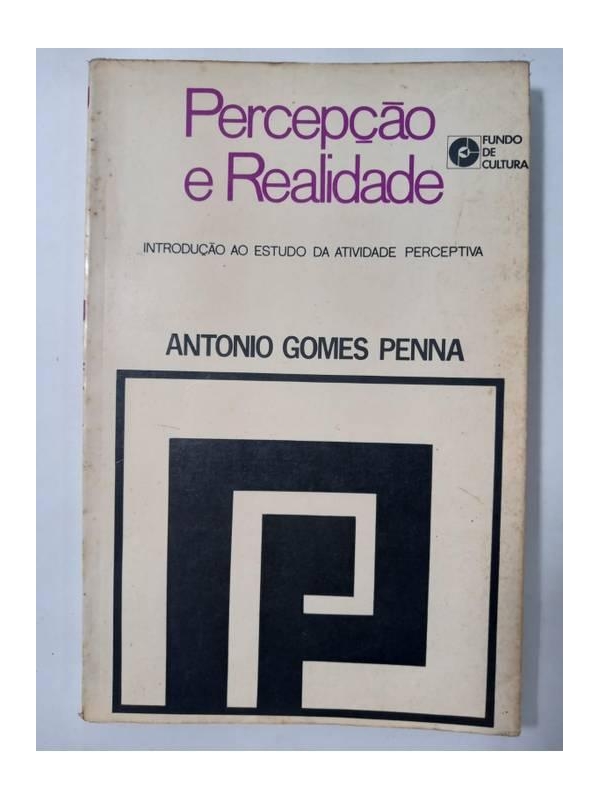 Percepção
e Realidade
FUNDO
DE
CULTURA
INTRODUÇÃO AO ESTUDO DA ATIVIDADE PERCEPTIVA
ANTONIO GOMES PENNA